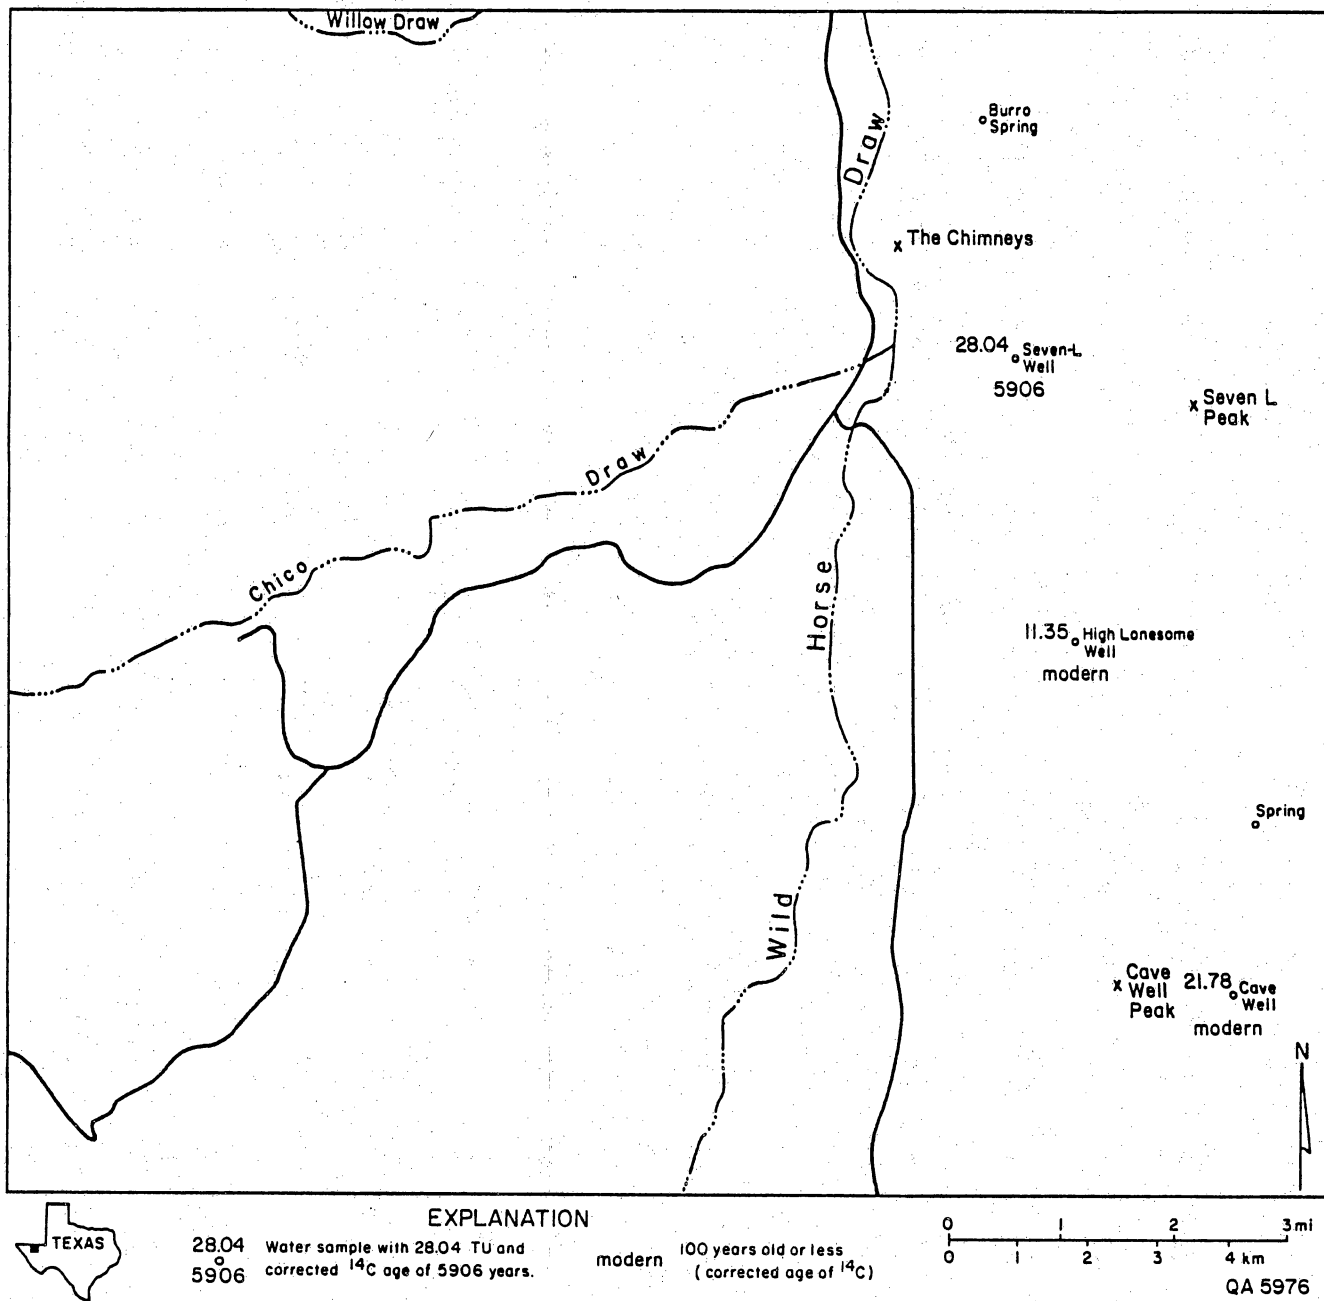 Willow Draw
Burro
Spring
Draw
The Chimneys
28.04 Seven-L
Well
5906
Seven L
Peak
Draw
Chico
Horse
11.35 High Lonesome
Well
modern
Spring
Wild
Cave
Well
Peak
21.78 Cave
Well
modern
N
TEXAS
EXPLANATION
28.04
5906
Water sample with 28.04 TU and
corrected 14C age of 5906 years.
modern
100 years old or less
(corrected age of 14C)
0 1 2 3 mi
0 1 2 3 4 km
QA 5976